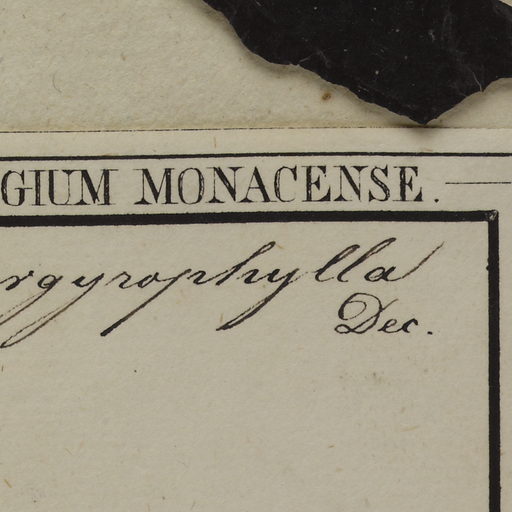 GIUM MONACENSE.
rgyrophylla
Dec.